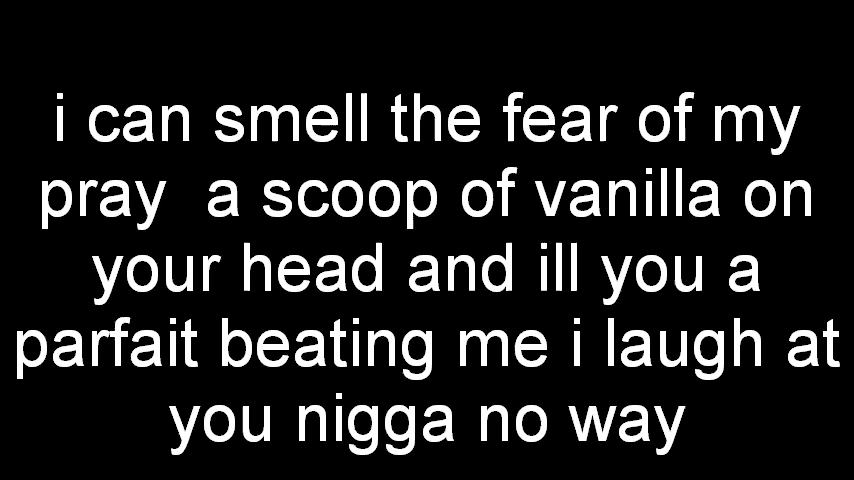 i can smell the fear of my
pray  a scoop of vanilla on
your head and ill you a
parfait beating me i laugh at
you nigga no way